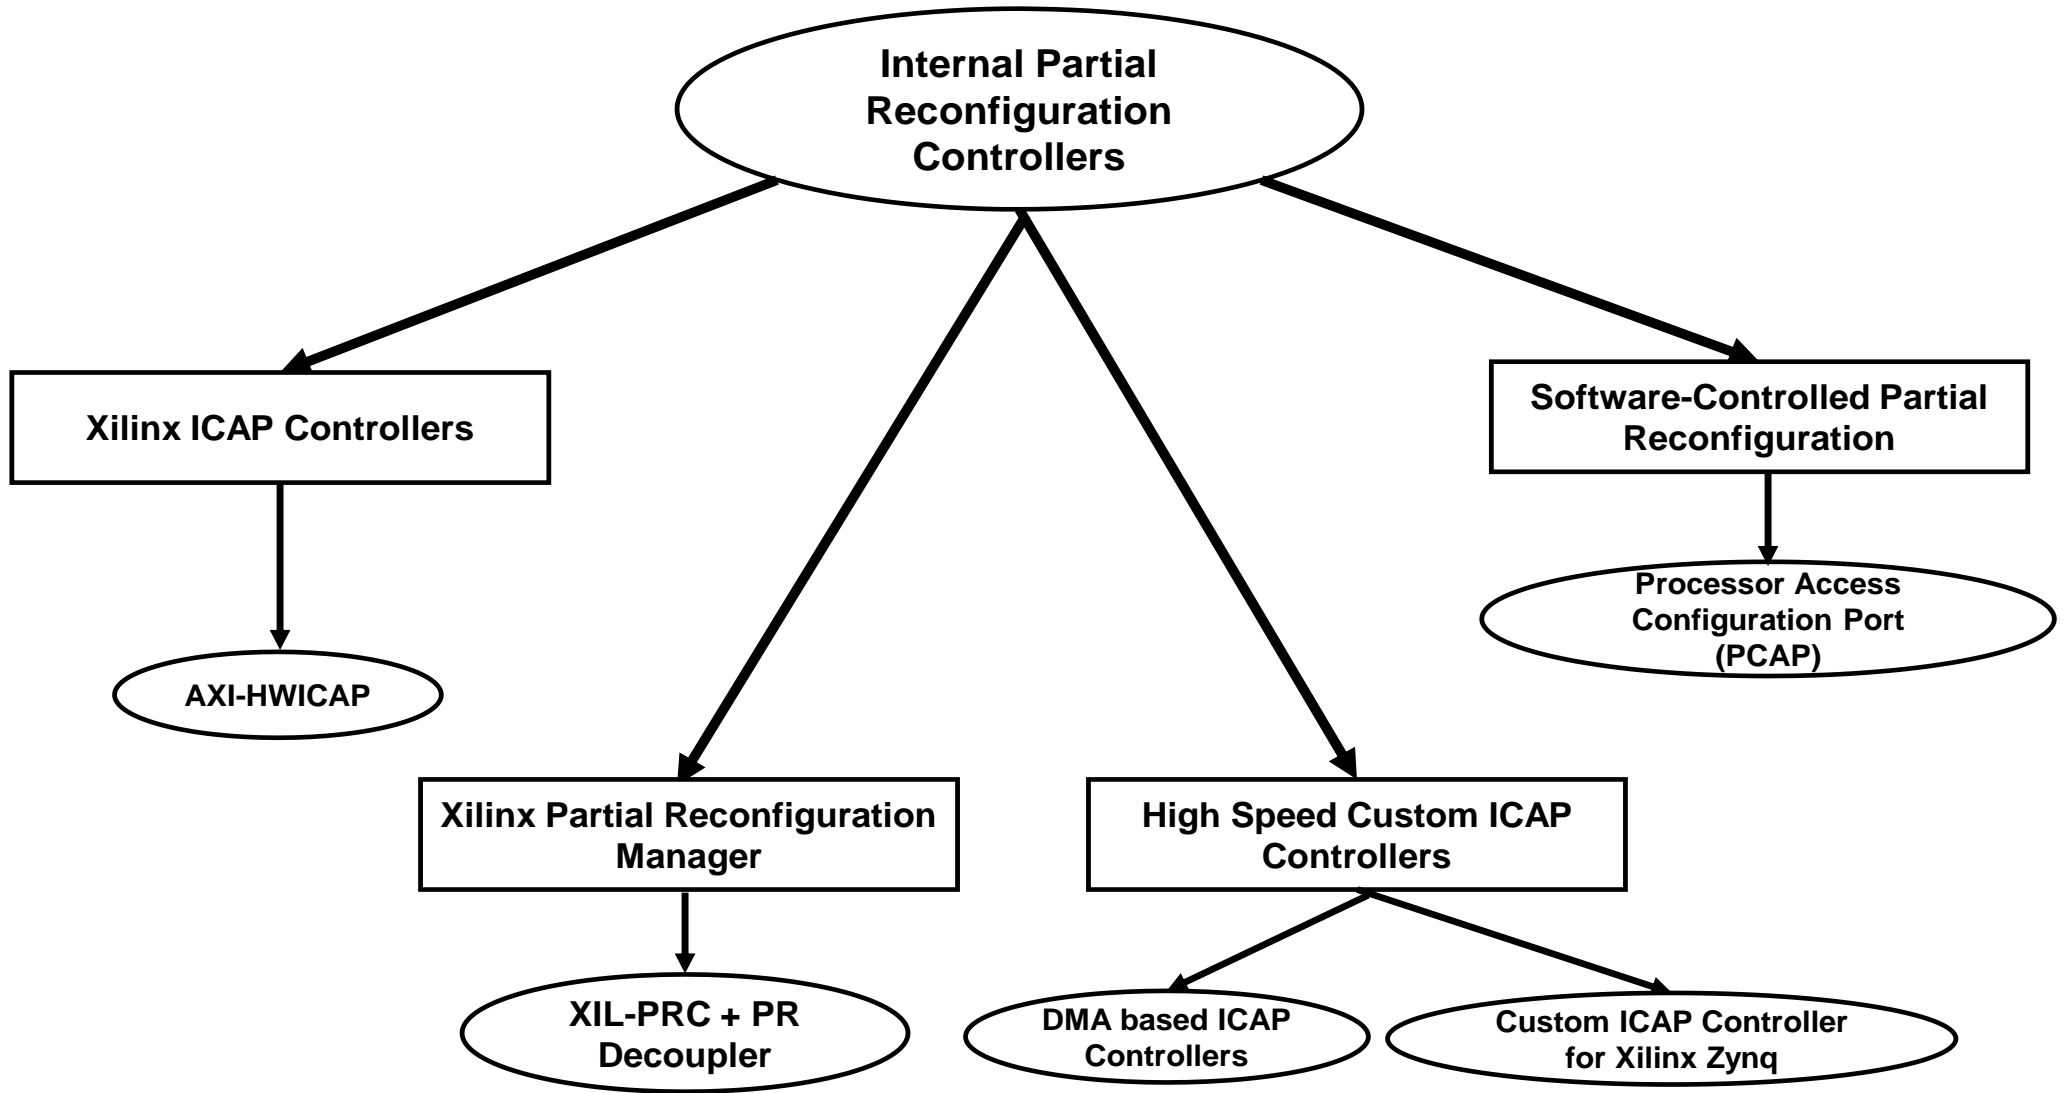 Internal Partial
Reconfiguration
Controllers
Xilinx ICAP Controllers
Software-Controlled Partial
Reconfiguration
Processor Access
Configuration Port
(PCAP)
AXI-HWICAP
Xilinx Partial Reconfiguration
Manager
High Speed Custom ICAP
Controllers
XIL-PRC + PR
Decoupler
DMA based ICAP
Controllers
Custom ICAP Controller
for Xilinx Zynq